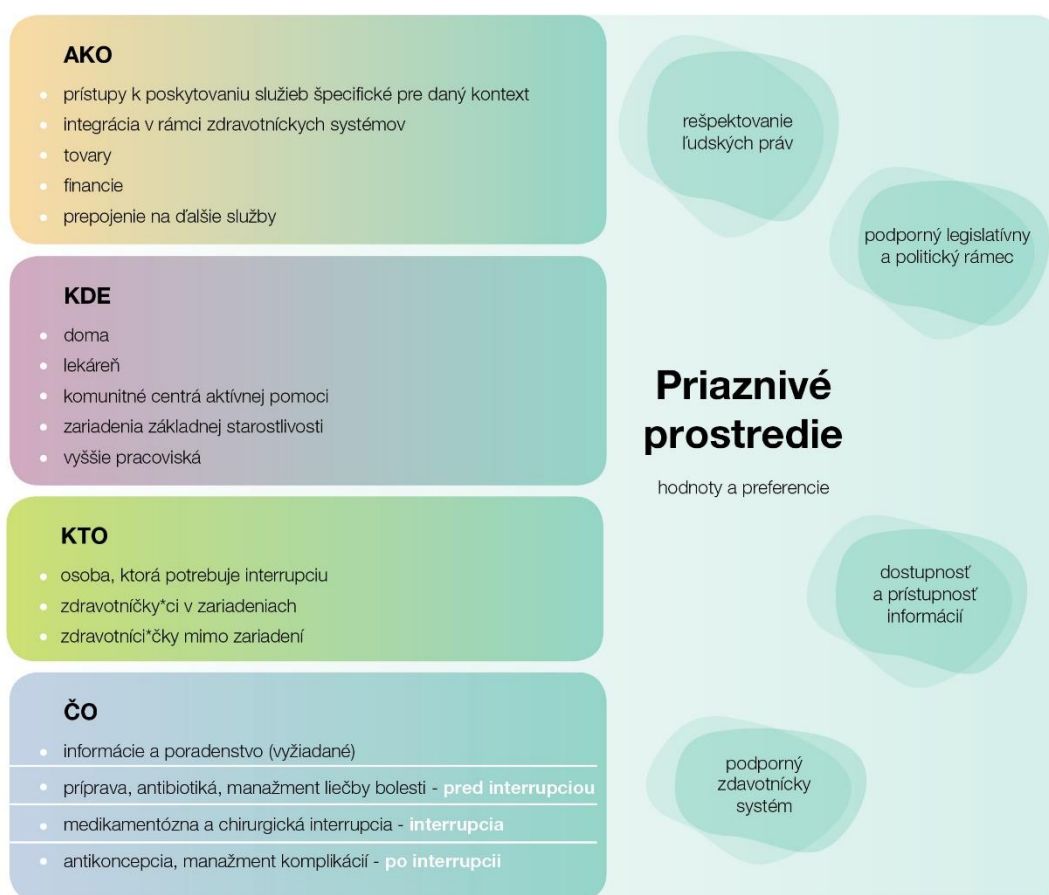 AKO
prístupy k poskytovaniu služieb špecifické pre daný kontext
integrácia v rámci zdravotníckych systémov
tovary
financie
prepojenie na ďalšie služby
KDE
doma
lekáreň
komunitné centrá aktívnej pomoci
zariadenia základnej starostlivosti
vyššie pracoviská
KTO
osoba, ktorá potrebuje interrupciu
zdravotníčky*ci v zariadeniach
zdravotníci*čky mimo zariadení
ČO
informácie a poradenstvo (vyžiadané)
príprava, antibiotiká, manažment liečby bolesti - pred interrupciou
medikamentózna a chirurgická interrupcia - interrupcia
antikoncepcia, manažment komplikácií - po interrupcii
rešpektovanie
ľudských práv
podporný legislatívny
a politický rámec
Priaznivé
prostredie
hodnoty a preferencie
dostupnosť
a prístupnosť
informácií
podporný
zdavotnícky
systém